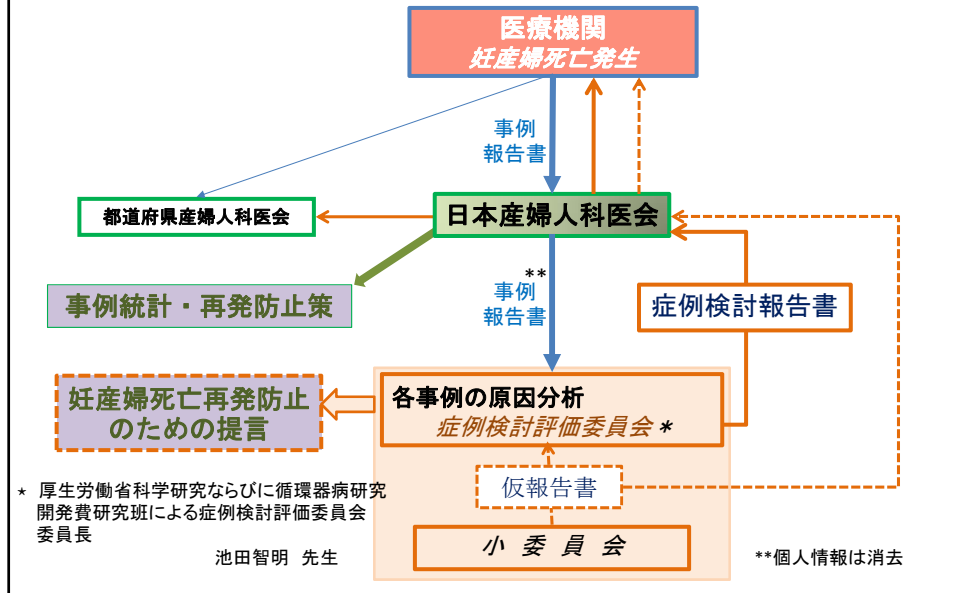 医療機関
妊産婦死亡発生
事例
報告書
都道府県産婦人科医会
日本産婦人科医会
**
事例
報告書
事例統計・再発防止策
症例検討報告書
妊産婦死亡再発防止
のための提言
各事例の原因分析
症例検討評価委員会*
仮報告書
小 委 員 会
* 厚生労働省科学研究ならびに循環器病研究
開発費研究班による症例検討評価委員会
委員長
池田智明 先生
**個人情報は消去